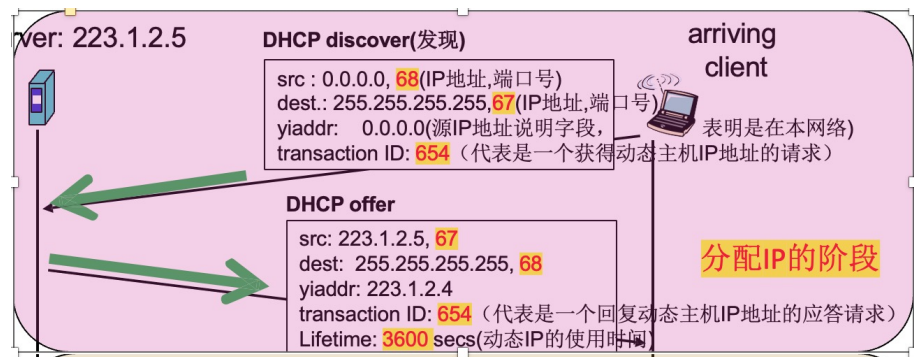 rver: 223.1.2.5
DHCP discover(发现)
arriving
client
src : 0.0.0.0, 68(IP地址,端口号)
dest.: 255.255.255.255,67(IP地址,端口号)
yiaddr: 0.0.0.0(源IP地址说明字段， 表明是在本网络)
transaction ID: 654（代表是一个获得动态主机IP地址的请求）
DHCP offer
src: 223.1.2.5, 67
dest: 255.255.255.255, 68
yiaddr: 223.1.2.4
transaction ID: 654（代表是一个回复动态主机IP地址的应答请求）
Lifetime: 3600 secs(动态IP的使用时间)
分配IP的阶段